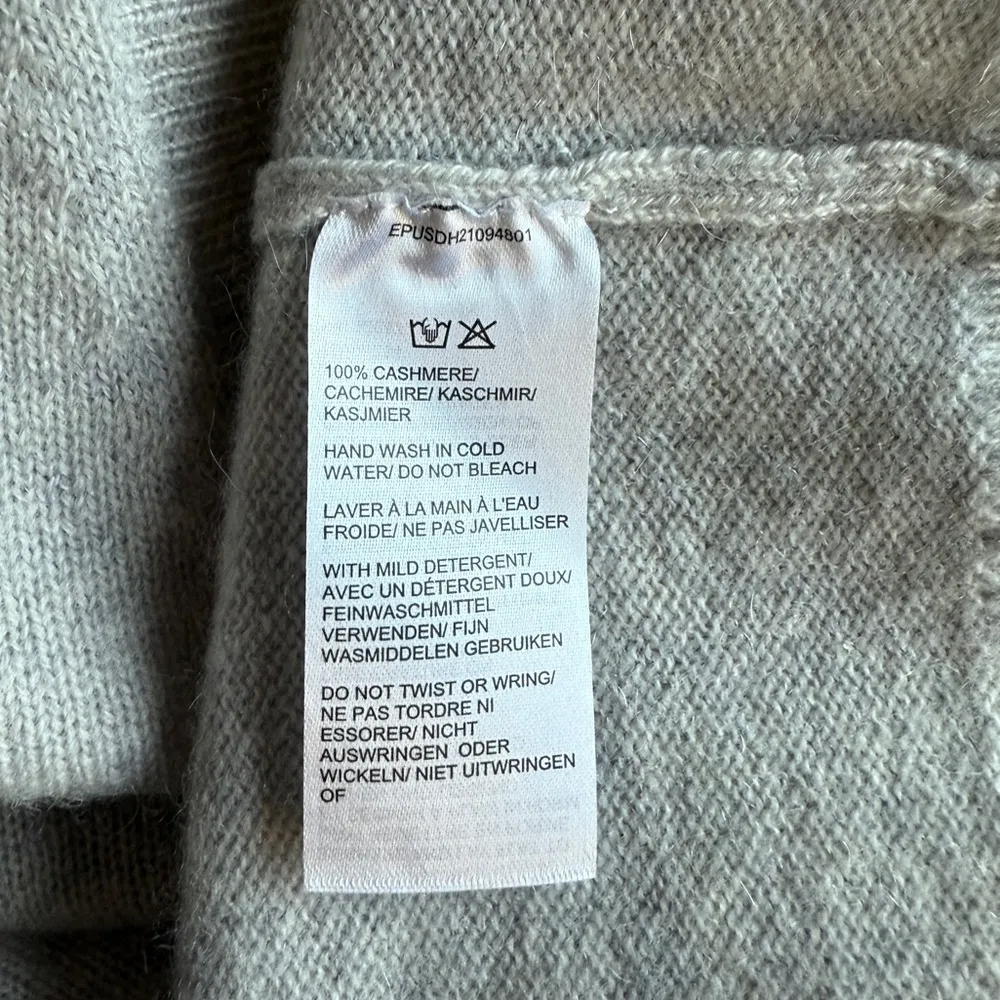 EPUSDH21094801
100% CASHMERE/
CACHEMIRE/ KASCHMIR/
KASJMIER
HAND WASH IN COLD
WATER/ DO NOT BLEACH
LAVER À LA MAIN À L'EAU
FROIDE/ NE PAS JAVELLISER
WITH MILD DETERGENT/
AVEC UN DÉTERGENT DOUX/
FEINWASCHMITTEL
VERWENDEN/ FIJN
WASMIDDELEN GEBRUIKEN
DO NOT TWIST OR WRING/
NE PAS TORDRE NI
ESSORER/ NICHT
AUSWRINGEN ODER
WICKELN/ NIET UITWRINGEN
OF